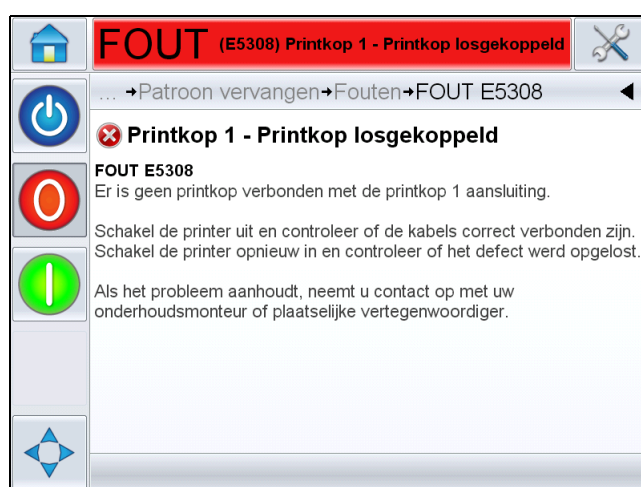 FOUT (E5308) Printkop 1 - Printkop losgekoppeld
... →Patroon vervangen→Fouten→FOUT E5308
Printkop 1 - Printkop losgekoppeld
FOUT E5308
Er is geen printkop verbonden met de printkop 1 aansluiting.
Schakel de printer uit en controleer of de kabels correct verbonden zijn.
Schakel de printer opnieuw in en controleer of het defect werd opgelost.
Als het probleem aanhoudt, neemt u contact op met uw
onderhoudsmonteur of plaatselijke vertegenwoordiger.